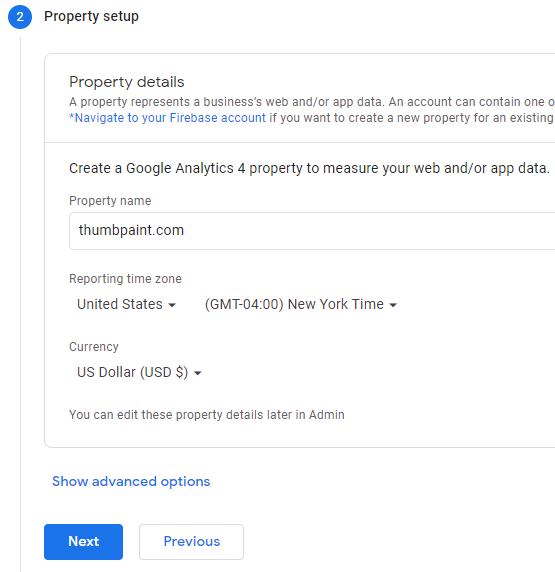 2 Property setup
Property details
A property represents a business's web and/or app data. An account can contain one o
*Navigate to your Firebase account if you want to create a new property for an existing
Create a Google Analytics 4 property to measure your web and/or app data.
Property name
thumbpaint.com
Reporting time zone
United States (GMT-04:00) New York Time
Currency
US Dollar (USD $)
You can edit these property details later in Admin
Show advanced options
Next Previous